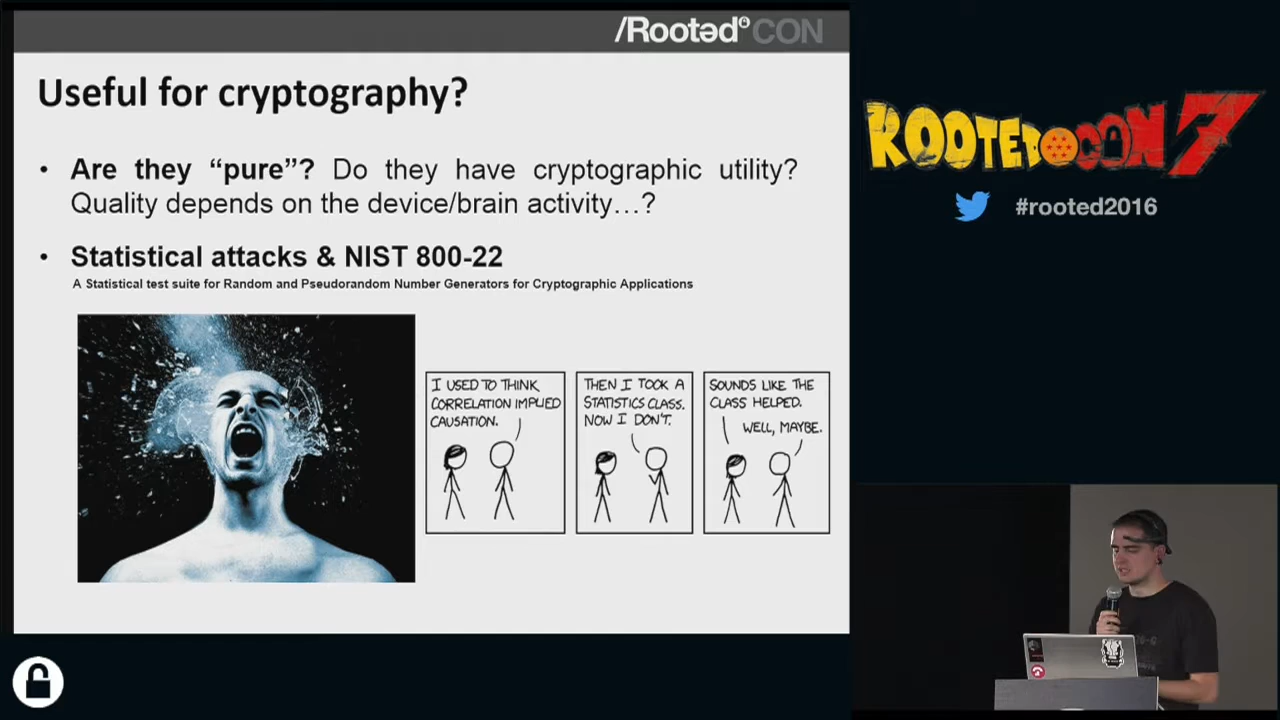 /Rootəd CON
Useful for cryptography?
• Are they “pure”? Do they have cryptographic utility?
Quality depends on the device/brain activity…?
• Statistical attacks & NIST 800-22
A Statistical test suite for Random and Pseudorandom Number Generators for Cryptographic Applications
I USED TO THINK
CORRELATION IMPLIED
CAUSATION.
THEN I TOOK A
STATISTICS CLASS.
NOW I DON'T.
SOUNDS LIKE THE
CLASS HELPED.
WELL, MAYBE.
ROOTEDCON 7
#rooted2016